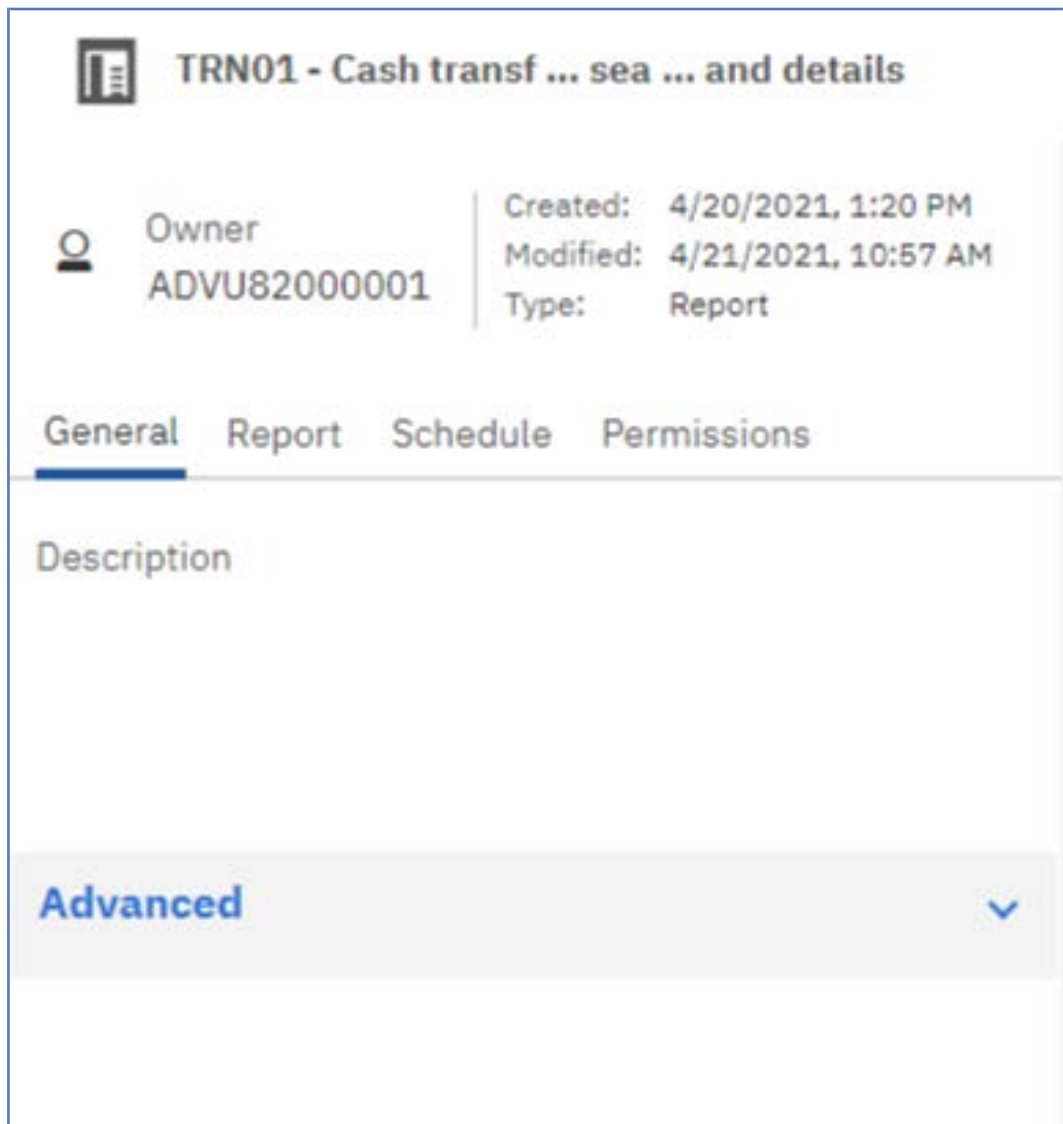 TRN01 - Cash transf ... sea ... and details
Owner
ADVU82000001
Created: 4/20/2021, 1:20 PM
Modified: 4/21/2021, 10:57 AM
Type: Report
General Report Schedule Permissions
Description
Advanced